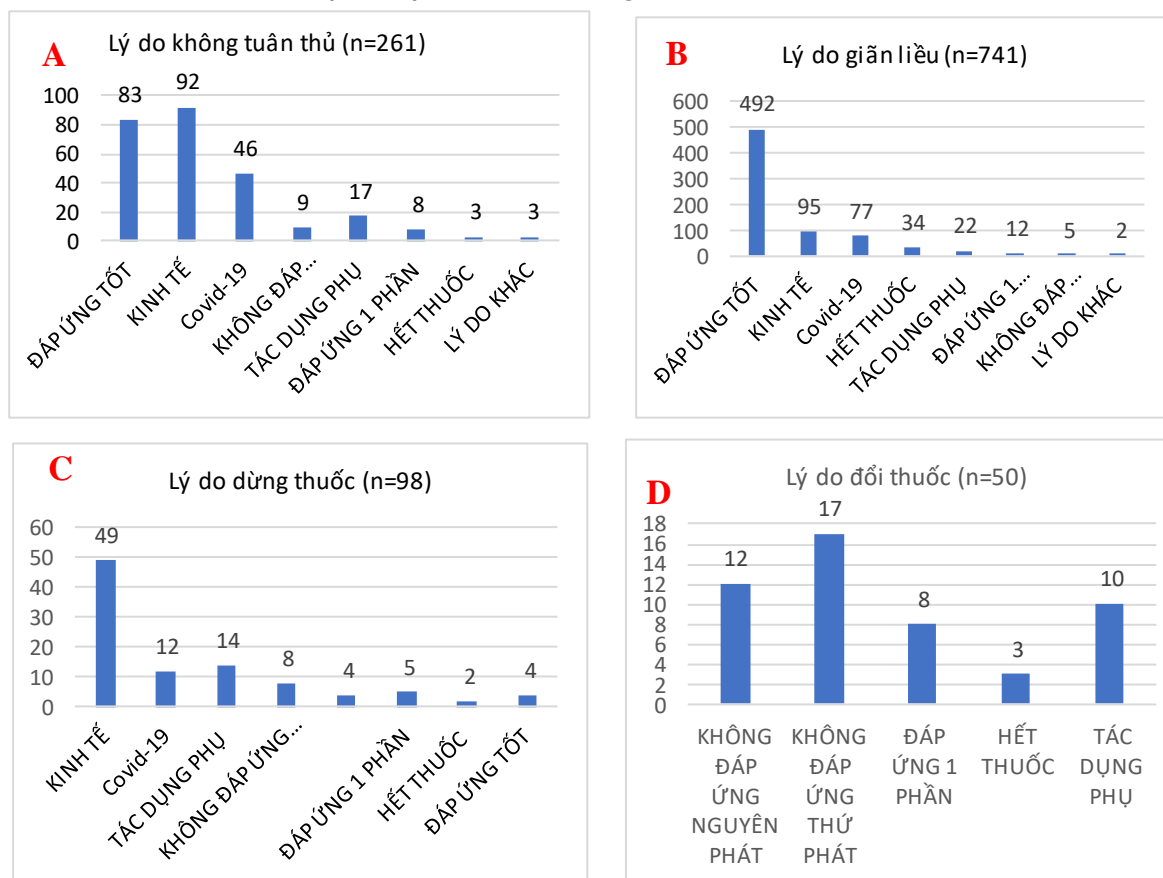 A
Lý do không tuân thủ (n=261)
100
80
60
40
20
0
83
92
46
9
17
8
3
3
ĐÁP ỨNG TỐT
KINH TẾ
Covid-19
KHÔNG ĐÁP...
TÁC DỤNG PHỤ
ĐÁP ỨNG 1 PHẦN
HẾT THUỐC
LÝ DO KHÁC
B
Lý do giãn liều (n=741)
600
500
400
300
200
100
0
492
95
77
34
22
12
5
2
ĐÁP ỨNG TỐT
KINH TẾ
Covid-19
HẾT THUỐC
TÁC DỤNG PHỤ
ĐÁP ỨNG 1...
KHÔNG ĐÁP...
LÝ DO KHÁC
C
Lý do dừng thuốc (n=98)
60
50
40
30
20
10
0
49
12
14
8
4
5
2
4
KINH TẾ
Covid-19
TÁC DỤNG PHỤ
KHÔNG ĐÁP ỨNG...
ĐÁP ỨNG 1 PHẦN
HẾT THUỐC
ĐÁP ỨNG TỐT
D
Lý do đổi thuốc (n=50)
18
16
14
12
10
8
6
4
2
0
12
17
8
3
10
KHÔNG
ĐÁP
ỨNG
NGUYÊN
PHÁT
KHÔNG
ĐÁP
ỨNG
THỨ
PHÁT
ĐÁP
ỨNG 1
PHẦN
HẾT
THUỐC
TÁC
DỤNG
PHỤ